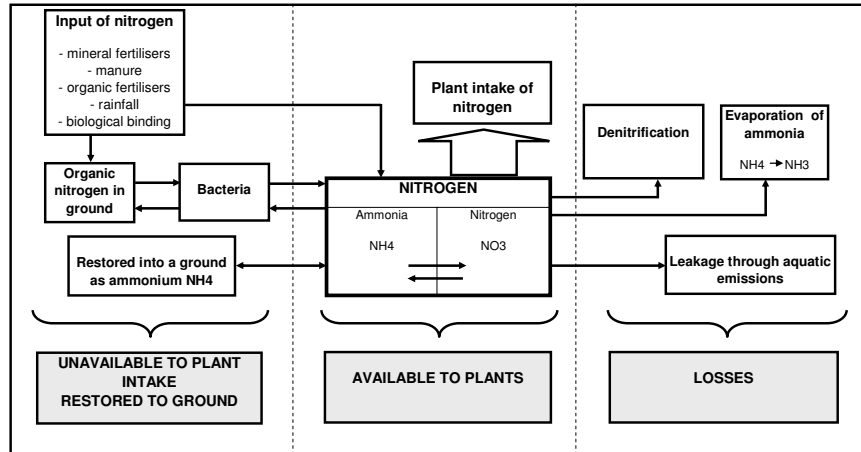 Input of nitrogen
- mineral fertilisers
- manure
- organic fertilisers
- rainfall
- biological binding
Plant intake of
nitrogen
Denitrification
Evaporation of
ammonia
NH4 → NH3
Organic
nitrogen in
ground
Bacteria
NITROGEN
Ammonia
NH4
Nitrogen
NO3
Restored into a ground
as ammonium NH4
Leakage through aquatic
emissions
UNAVAILABLE TO PLANT
INTAKE
RESTORED TO GROUND
AVAILABLE TO PLANTS
LOSSES